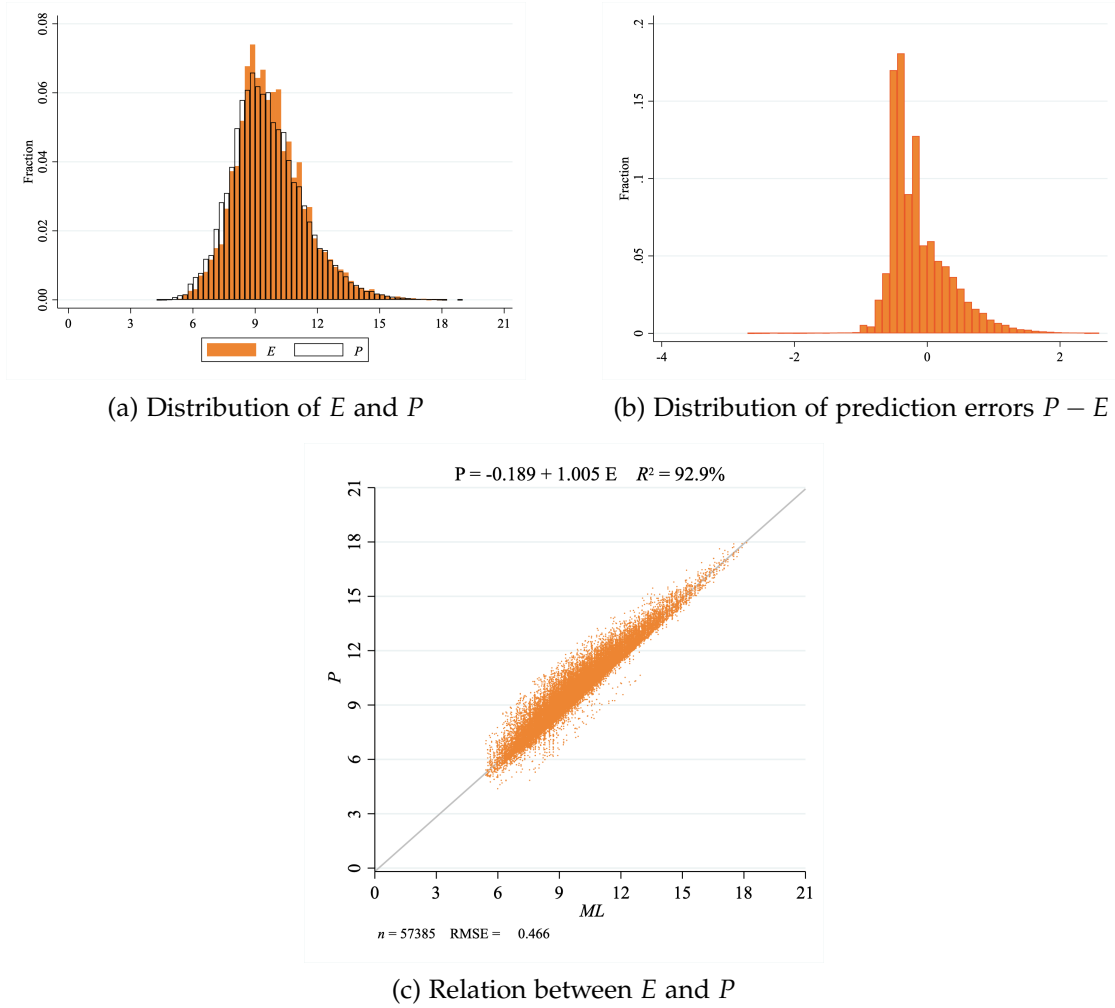 0.08
0.06
0.04
0.02
0.00
Fraction
0 3 6 9 12 15 18 21
E P
(a) Distribution of E and P
.2
.15
.1
.05
0
Fraction
-4 -2 0 2
(b) Distribution of prediction errors P − E
P = -0.189 + 1.005 E R² = 92.9%
21
18
15
12
9
6
3
0
P
0 3 6 9 12 15 18 21
ML
n = 57385 RMSE = 0.466
(c) Relation between E and P